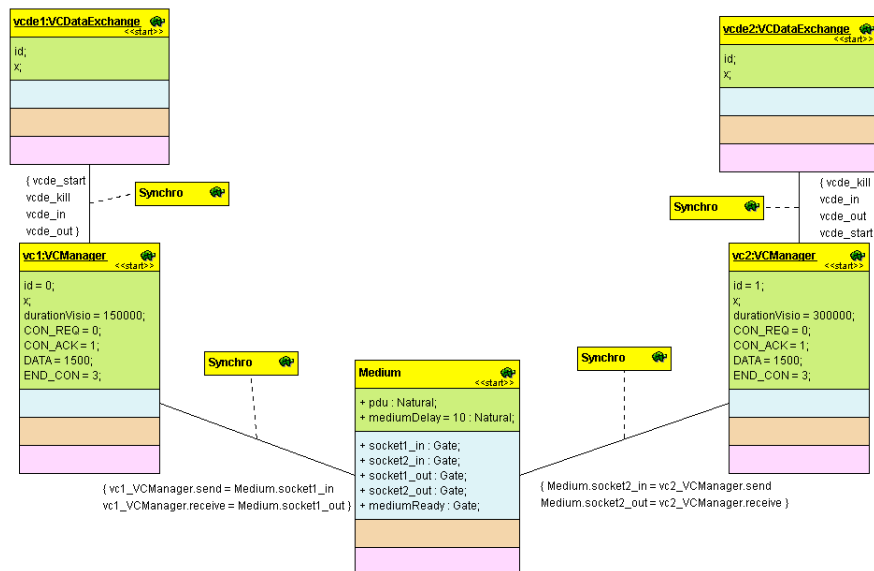 vcde1:VCDataExchange
<<start>>
id;
x;
vcde2:VCDataExchange
<<start>>
id;
x;
{ vcde_start
vcde_kill
vcde_in
vcde_out }
Synchro
Synchro
{ vcde_kill
vcde_in
vcde_out
vcde_start
vc1:VCManager
<<start>>
id = 0;
x;
durationVisio = 150000;
CON_REQ = 0;
CON_ACK = 1;
DATA = 1500;
END_CON = 3;
vc2:VCManager
<<start>>
id = 1;
x;
durationVisio = 300000;
CON_REQ = 0;
CON_ACK = 1;
DATA = 1500;
END_CON = 3;
Synchro
Synchro
Medium
<<start>>
+ pdu : Natural;
+ mediumDelay = 10 : Natural;
+ socket1_in : Gate;
+ socket2_in : Gate;
+ socket1_out : Gate;
+ socket2_out : Gate;
+ mediumReady : Gate;
{ vc1_VCManager.send = Medium.socket1_in
vc1_VCManager.receive = Medium.socket1_out }
{ Medium.socket2_in = vc2_VCManager.send
Medium.socket2_out = vc2_VCManager.receive }